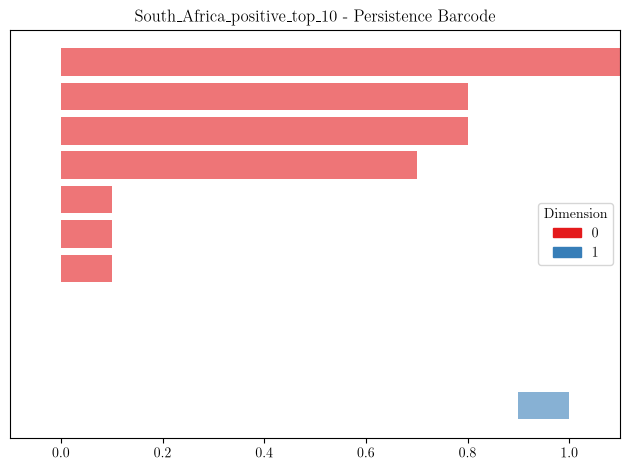 South_Africa_positive_top_10 - Persistence Barcode
Dimension
0
1
0.0 0.2 0.4 0.6 0.8 1.0